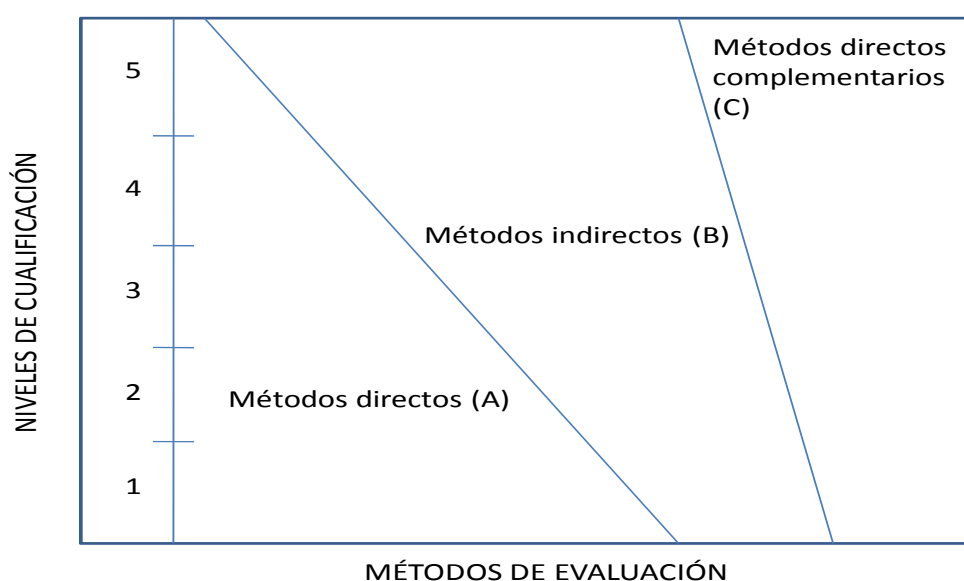 Métodos directos
complementarios
(C)
5
4
Métodos indirectos (B)
3
2
Métodos directos (A)
1
NIVELES DE CUALIFICACIÓN
MÉTODOS DE EVALUACIÓN